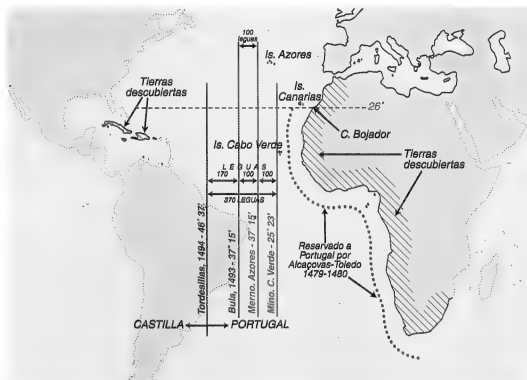 100
leguas
Is. Azores
Tierras
descubiertas
Is.
Canarias
26°
C. Bojador
Is. Cabo Verde
Tierras
descubiertas
L E G U A S
170
100
100
370 LEGUAS
Tordesillas, 1494 - 46° 37'
Bula, 1493 - 37° 15'
Merno. Azores - 37° 15'
Mino. C. Verde - 25° 23'
Reservado a
Portugal por
Alcaçovas-Toledo
1479-1480
CASTILLA
PORTUGAL